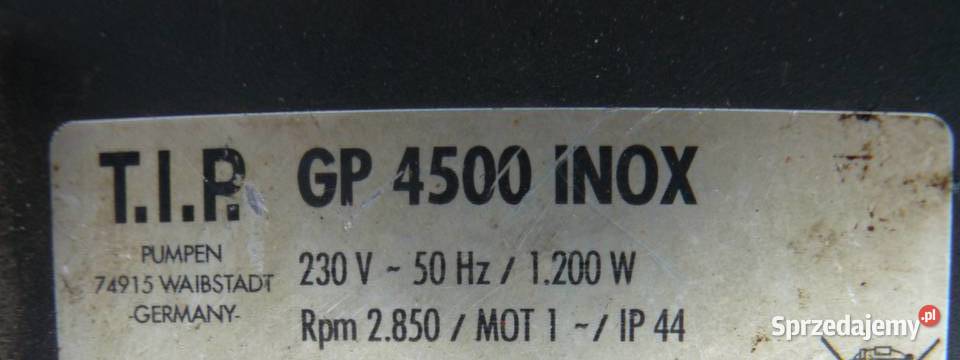 T.I.P. GP 4500 INOX
PUMPEN
74915 WAIBSTADT
-GERMANY-
230 V ~ 50 Hz / 1.200 W
Rpm 2.850 / MOT 1 ~/ IP 44
Sprzedajemy.pl